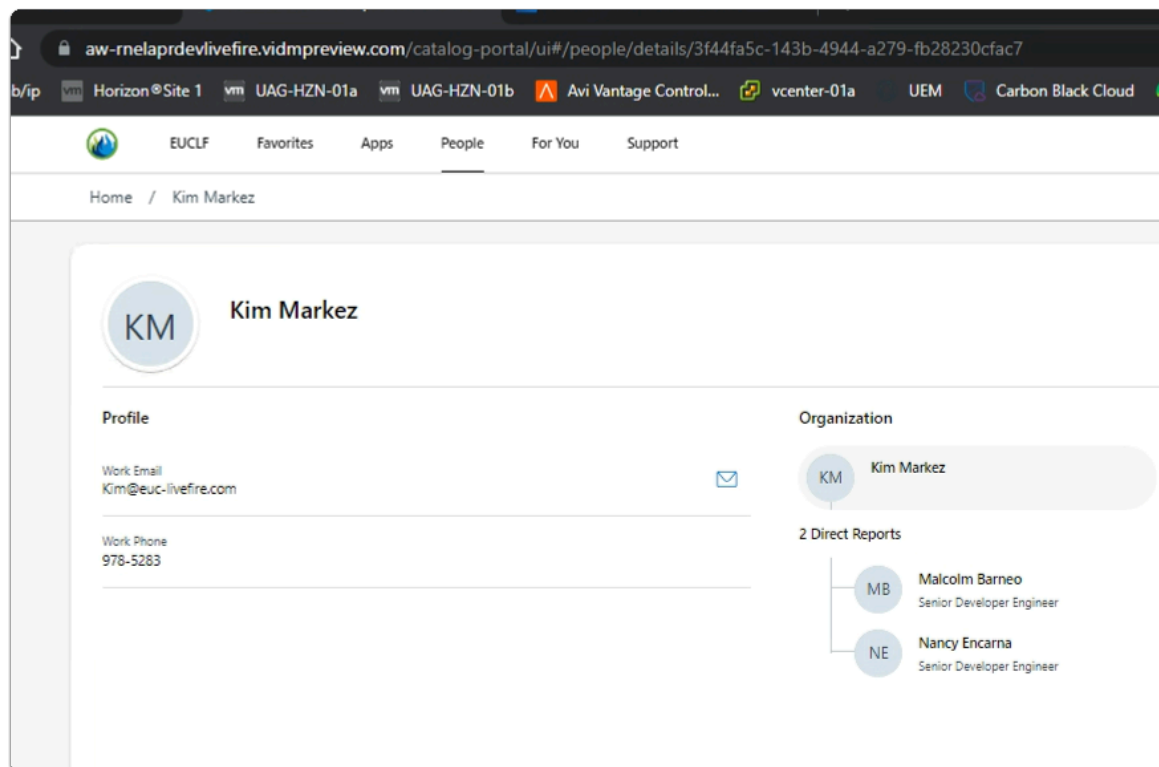 aw-rnelaprdevlivefire.vidmpreview.com/catalog-portal/ui#/people/details/3f44fa5c-143b-4944-a279-fb28230cfac7
b/ip vm Horizon®Site 1 vm UAG-HZN-01a vm UAG-HZN-01b Avi Vantage Control... vcenter-01a UEM Carbon Black Cloud
EUCLF Favorites Apps People For You Support
Home / Kim Markez
KM Kim Markez
Profile
Work Email
Kim@euc-livefire.com
Work Phone
978-5283
Organization
KM Kim Markez
2 Direct Reports
MB Malcolm Barneo
Senior Developer Engineer
NE Nancy Encarna
Senior Developer Engineer